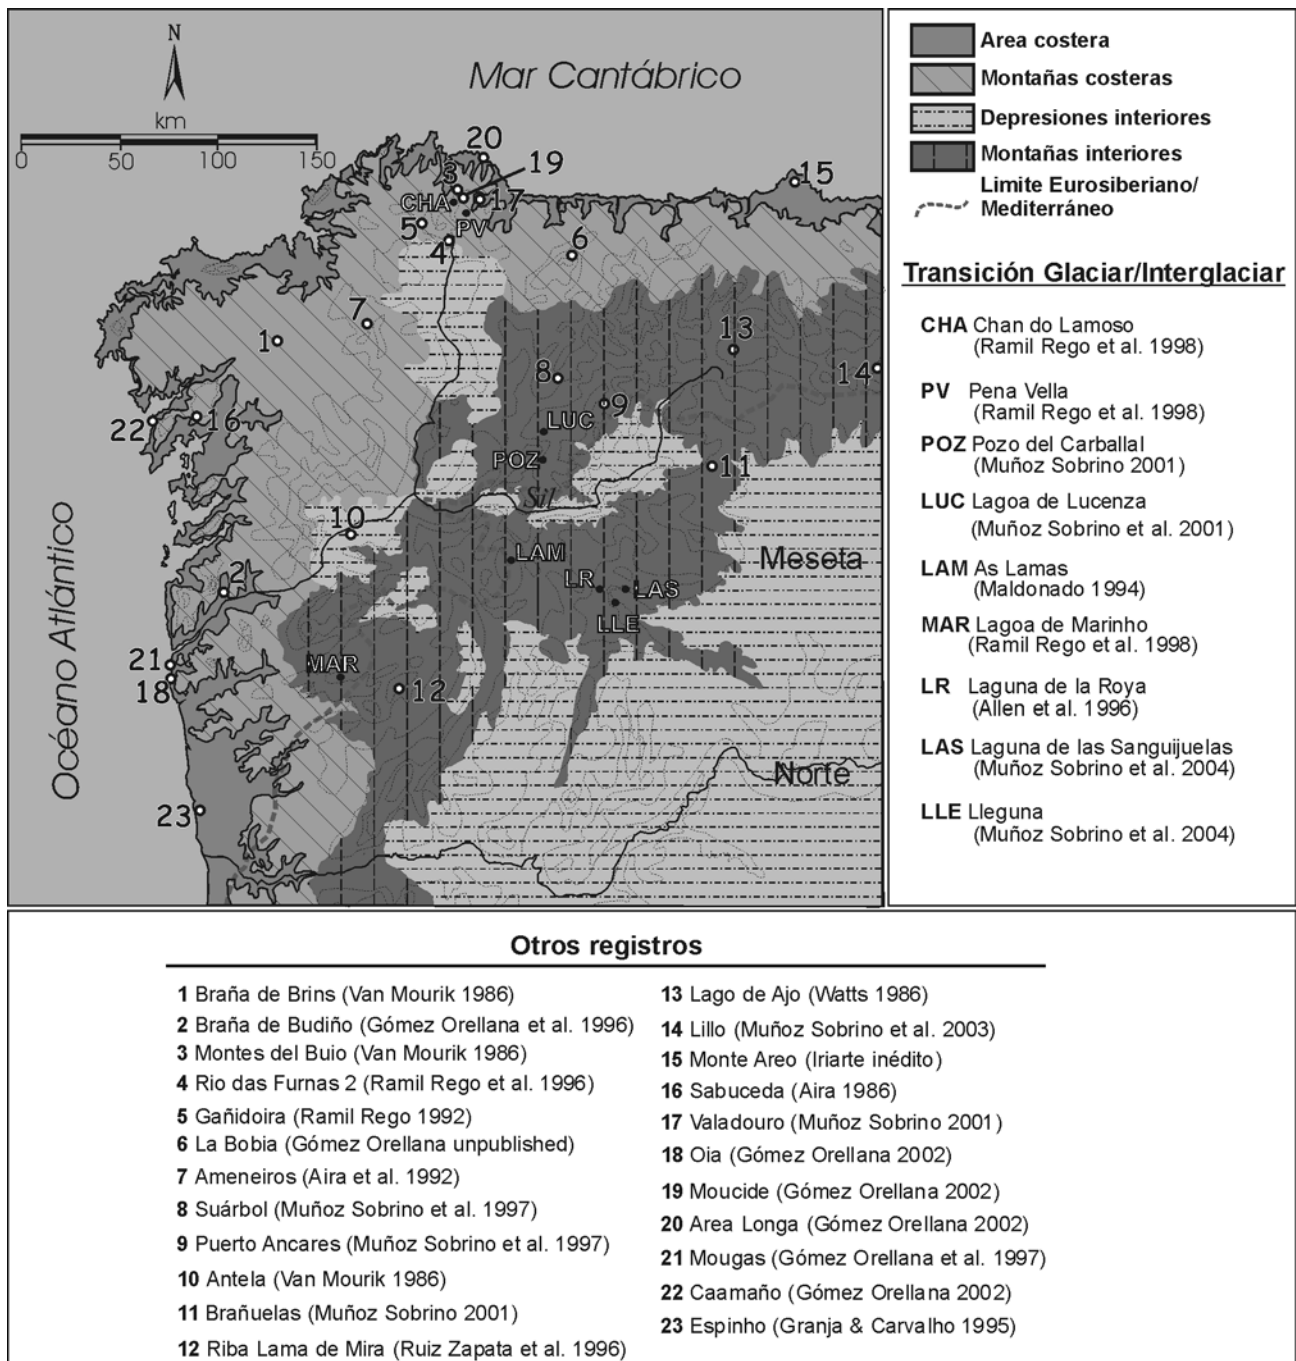 N
Mar Cantábrico
km
0 50 100 150
20
19
3
15
CHA
17
5
PV
4
6
7
1
13
8
14
9
16
22
LUC
POZ
11
Sil
10
LAM
Meseta
2
LR
LAS
LLE
21
MAR
18
12
Norte
23
Océano Atlántico
Area costera
Montañas costeras
Depresiones interiores
Montañas interiores
Limite Eurosiberiano/
Mediterráneo
Transición Glaciar/Interglaciar
CHA Chan do Lamoso
(Ramil Rego et al. 1998)
PV Pena Vella
(Ramil Rego et al. 1998)
POZ Pozo del Carballal
(Muñoz Sobrino 2001)
LUC Lagoa de Lucenza
(Muñoz Sobrino et al. 2001)
LAM As Lamas
(Maldonado 1994)
MAR Lagoa de Marinho
(Ramil Rego et al. 1998)
LR Laguna de la Roya
(Allen et al. 1996)
LAS Laguna de las Sanguijuelas
(Muñoz Sobrino et al. 2004)
LLE Lleguna
(Muñoz Sobrino et al. 2004)
Otros registros
1 Braña de Brins (Van Mourik 1986)
2 Braña de Budiño (Gómez Orellana et al. 1996)
3 Montes del Buio (Van Mourik 1986)
4 Rio das Furnas 2 (Ramil Rego et al. 1996)
5 Gañidoira (Ramil Rego 1992)
6 La Bobia (Gómez Orellana unpublished)
7 Ameneiros (Aira et al. 1992)
8 Suárbol (Muñoz Sobrino et al. 1997)
9 Puerto Ancares (Muñoz Sobrino et al. 1997)
10 Antela (Van Mourik 1986)
11 Brañuelas (Muñoz Sobrino 2001)
12 Riba Lama de Mira (Ruiz Zapata et al. 1996)
13 Lago de Ajo (Watts 1986)
14 Lillo (Muñoz Sobrino et al. 2003)
15 Monte Areo (Iriarte inédito)
16 Sabuceda (Aira 1986)
17 Valadouro (Muñoz Sobrino 2001)
18 Oia (Gómez Orellana 2002)
19 Moucide (Gómez Orellana 2002)
20 Area Longa (Gómez Orellana 2002)
21 Mougas (Gómez Orellana et al. 1997)
22 Caamaño (Gómez Orellana 2002)
23 Espinho (Granja & Carvalho 1995)